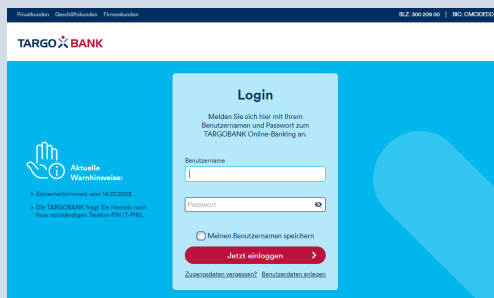 Privatkunden Geschäftskunden Firmenkunden
BLZ: 300 209 00 | BIC: CMCIDEDD
TARGO BANK
Login
Melden Sie sich hier mit Ihrem
Benutzernamen und Passwort zum
TARGOBANK Online-Banking an.
Benutzername
Passwort
Meinen Benutzernamen speichern
Jetzt einloggen
Zugangsdaten vergessen? Benutzerdaten anlegen
Aktuelle
Warnhinweise:
> Sicherheitshinweis vom 14.07.2023.
> Die TARGOBANK fragt Sie niemals nach
Ihrer vollständigen Telefon-PIN (T-PIN).